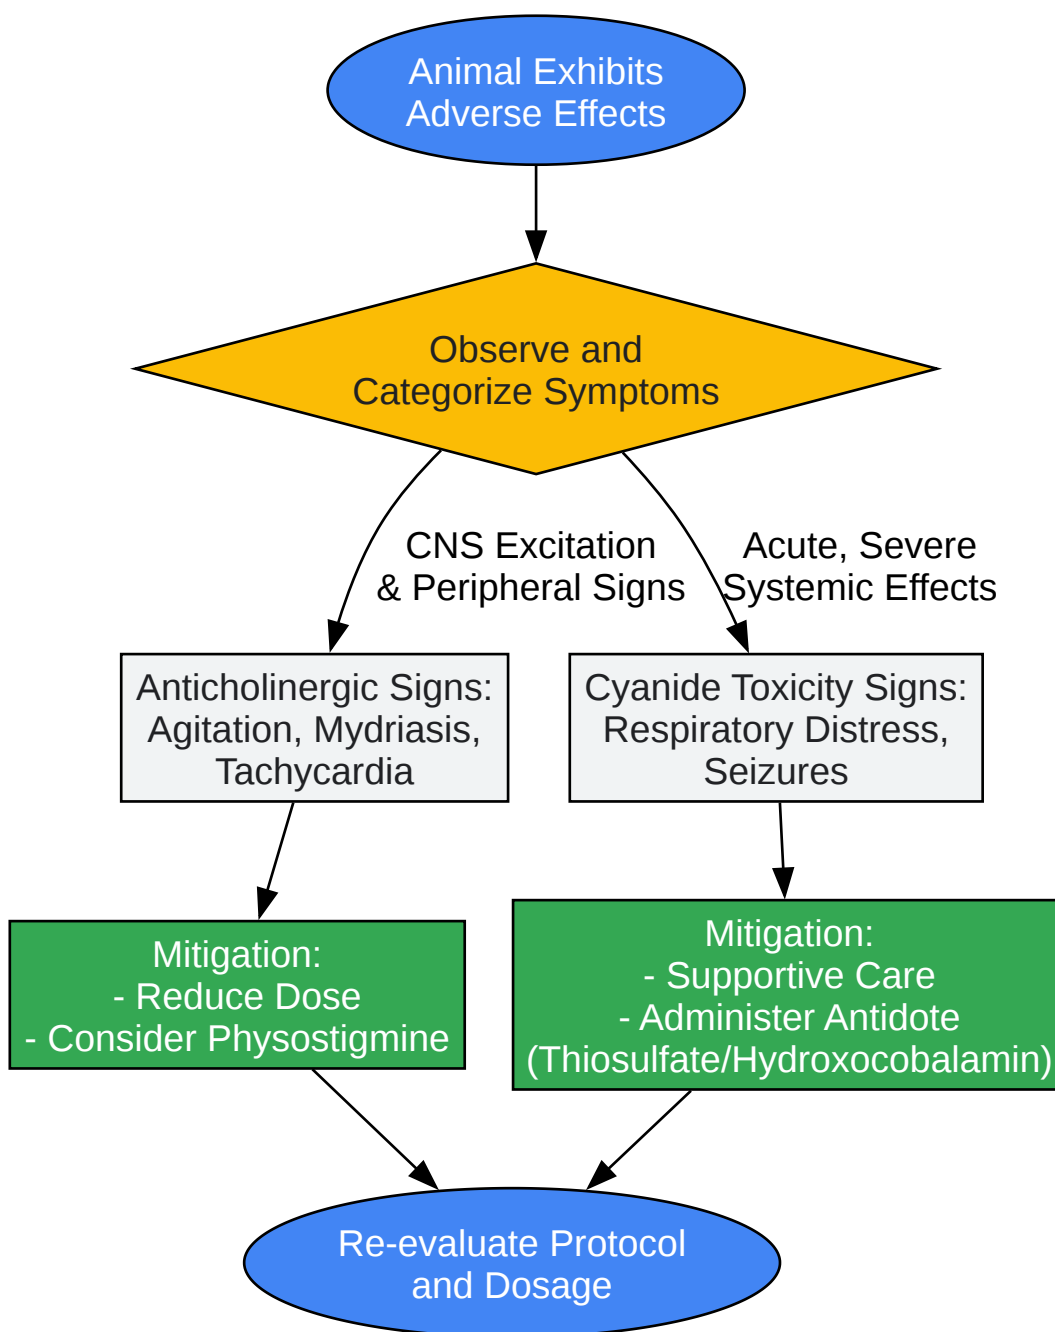 Animal Exhibits
Adverse Effects
Observe and
Categorize Symptoms
CNS Excitation
& Peripheral Signs
Acute, Severe
Systemic Effects
Anticholinergic Signs:
Agitation, Mydriasis,
Tachycardia
Cyanide Toxicity Signs:
Respiratory Distress,
Seizures
Mitigation:
- Reduce Dose
- Consider Physostigmine
Mitigation:
- Supportive Care
- Administer Antidote
(Thiosulfate/Hydroxocobalamin)
Re-evaluate Protocol
and Dosage